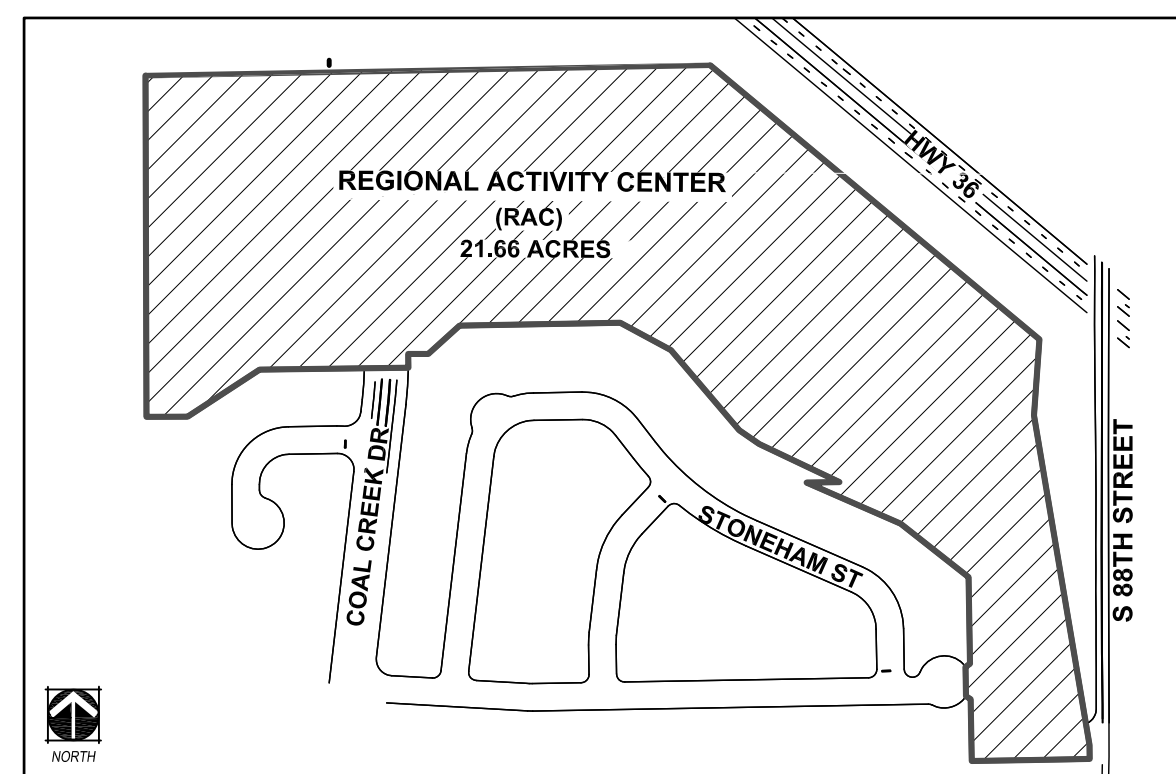 REGIONAL ACTIVITY CENTER
(RAC)
21.66 ACRES
HWY 36
COAL CREEK DR
STONEHAM ST
S 88TH STREET
NORTH